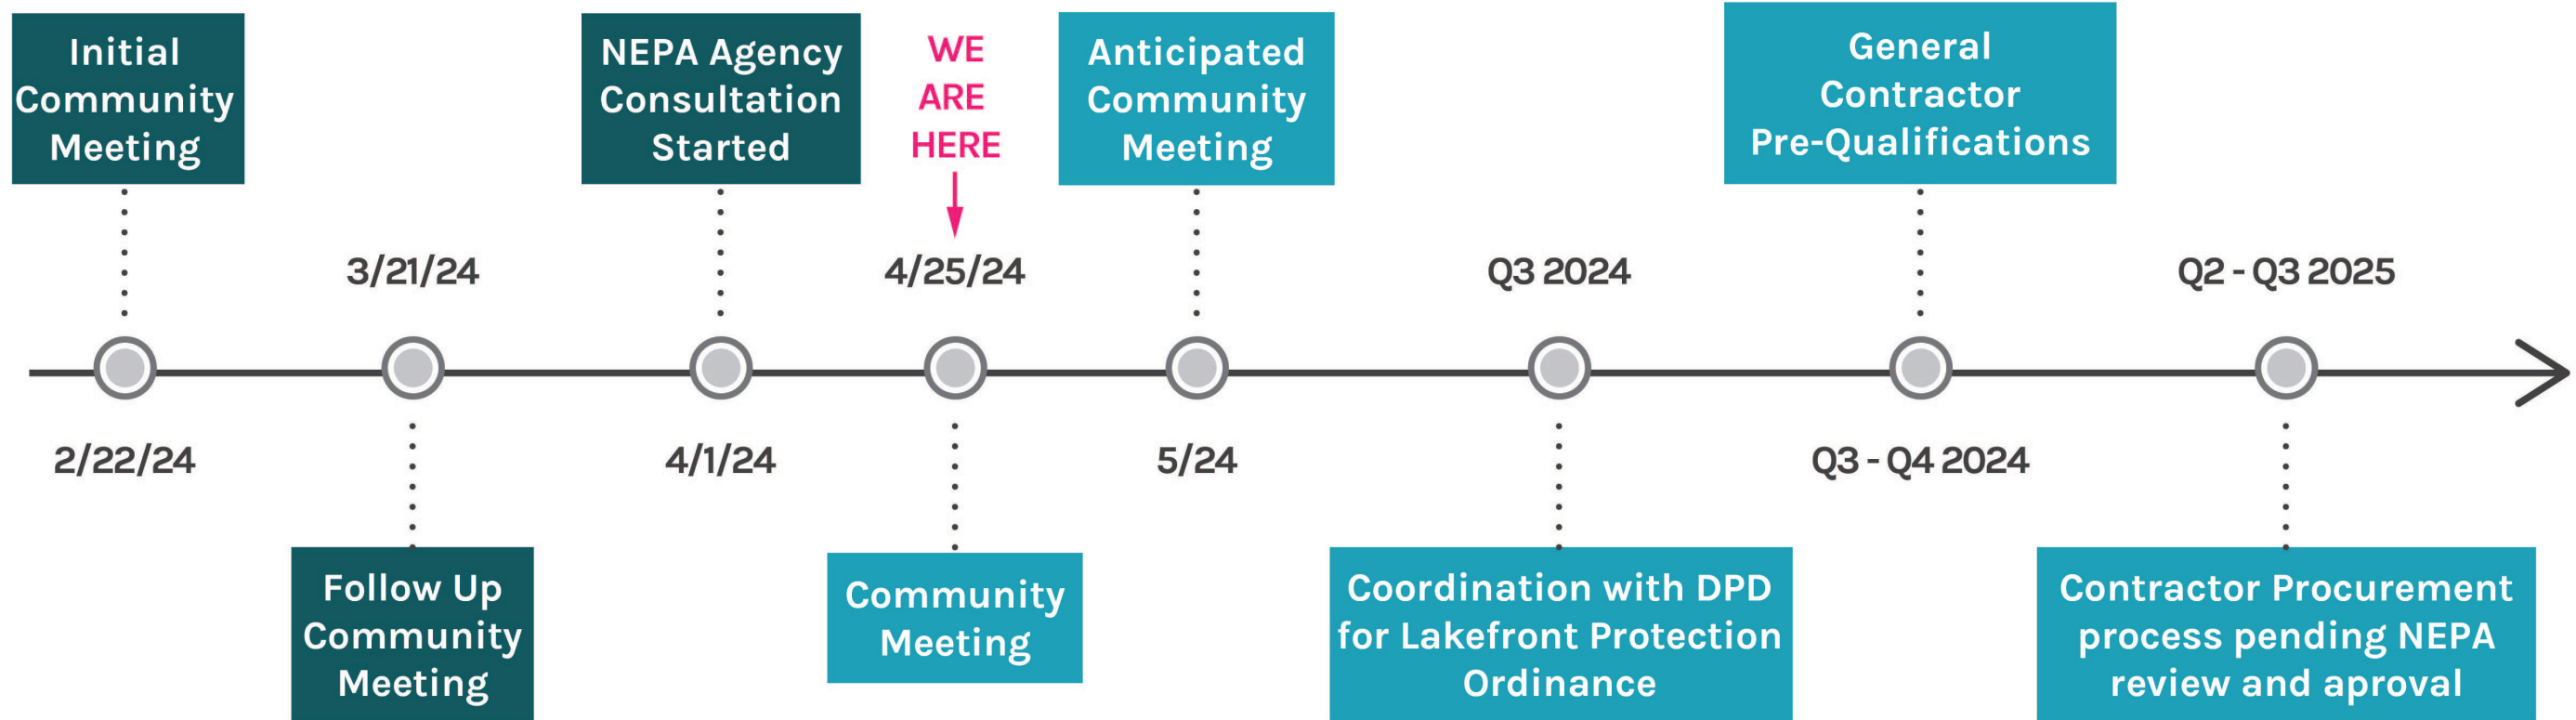 Initial
Community
Meeting
2/22/24
3/21/24
Follow Up
Community
Meeting
NEPA Agency
Consultation
Started
4/1/24
WE
ARE
HERE
4/25/24
Community
Meeting
Anticipated
Community
Meeting
5/24
Q3 2024
Coordination with DPD
for Lakefront Protection
Ordinance
General
Contractor
Pre-Qualifications
Q3 - Q4 2024
Q2 - Q3 2025
Contractor Procurement
process pending NEPA
review and aproval